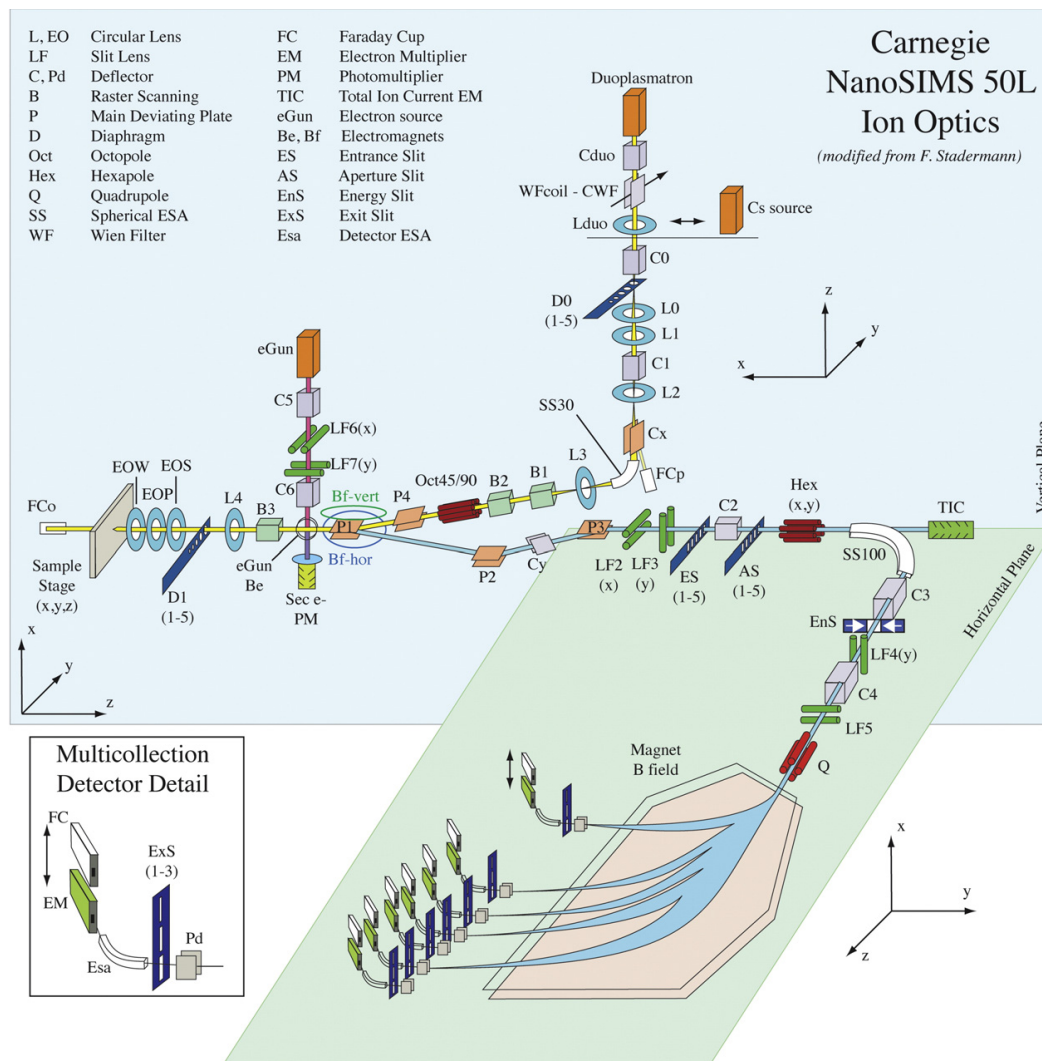 L, EO Circular Lens
LF Slit Lens
C, Pd Deflector
B Raster Scanning
P Main Deviating Plate
D Diaphragm
Oct Octopole
Hex Hexapole
Q Quadrupole
SS Spherical ESA
WF Wien Filter
FC Faraday Cup
EM Electron Multiplier
PM Photomultiplier
TIC Total Ion Current EM
eGun Electron source
Be, Bf Electromagnets
ES Entrance Slit
AS Aperture Slit
EnS Energy Slit
ExS Exit Slit
Esa Detector ESA
Carnegie
NanoSIMS 50L
Ion Optics
(modified from F. Stadermann)
Duoplasmatron
Cduo
WFcoil - CWF
Lduo
Cs source
C0
D0
(1-5)
L0
L1
C1
L2
SS30
Cx
FCp
z
y
x
eGun
C5
LF6(x)
LF7(y)
C6
EOW
EOS
EOP
L4
B3
FCo
Sample
Stage
(x,y,z)
D1
(1-5)
eGun
Be
Sec e-
PM
Bf-vert
P1
Bf-hor
P4
Oct45/90
B2
B1
L3
P2
Cy
P3
LF2
(x)
LF3
(y)
ES
(1-5)
C2
AS
(1-5)
Hex
(x,y)
SS100
TIC
Vertical Plane
Horizontal Plane
C3
EnS
LF4(y)
C4
LF5
Q
Magnet
B field
x
y
z
Multicollection
Detector Detail
FC
EM
ExS
(1-3)
Esa
Pd
x
y
z